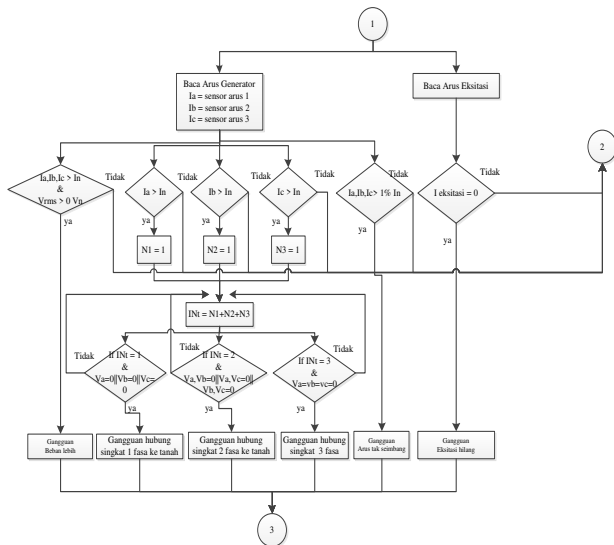 1
Baca Arus Generator
Ia = sensor arus 1
Ib = sensor arus 2
Ic = sensor arus 3
Baca Arus Eksitasi
2
Ia,Ib,Ic > In
&
Vrms > 0 Vn
Tidak
ya
Ia > In
Tidak
ya
Ib > In
Tidak
ya
Ic > In
Tidak
ya
Ia,Ib,Ic> 1% In
Tidak
ya
I eksitasi = 0
Tidak
ya
N1 = 1
N2 = 1
N3 = 1
INt = N1+N2+N3
Tidak
If INt = 1
&
Va=0||Vb=0||Vc=
0
ya
Tidak
If INt = 2
&
Va,Vb=0||Va,Vc=0||
Vb,Vc=0
ya
Tidak
If INt = 3
&
Va=vb=vc=0
ya
Gangguan
Beban lebih
Gangguan hubung
singkat 1 fasa ke tanah
Gangguan hubung
singkat 2 fasa ke tanah
Gangguan hubung
singkat 3 fasa
Gangguan
Arus tak seimbang
Gangguan
Eksitasi hilang
3